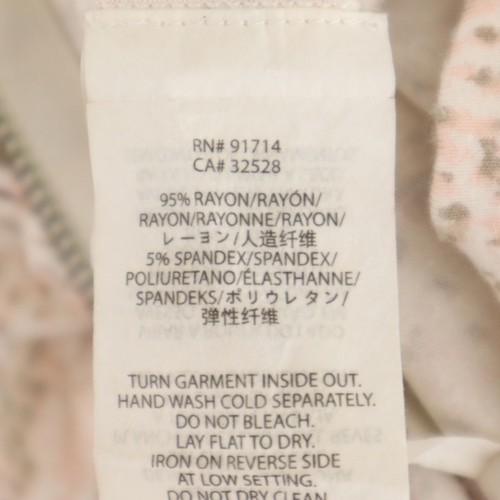 RN# 91714
CA# 32528
95% RAYON/RAYÓN/
RAYON/RAYONNE/RAYON/
レーヨン/人造纤维
5% SPANDEX/SPANDEX/
POLIURETANO/ÉLASTHANNE/
SPANDEKS/ポリウレタン/
弹性纤维
TURN GARMENT INSIDE OUT.
HAND WASH COLD SEPARATELY.
DO NOT BLEACH.
LAY FLAT TO DRY.
IRON ON REVERSE SIDE
AT LOW SETTING.
DO NOT DRY CLEAN